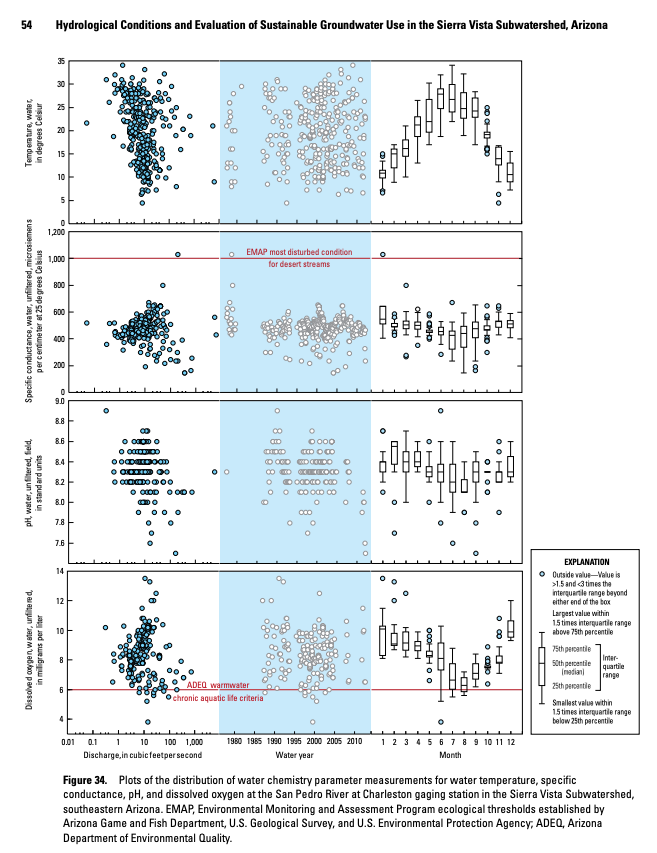 54 Hydrological Conditions and Evaluation of Sustainable Groundwater Use in the Sierra Vista Subwatershed, Arizona
Temperature, water,
in degrees Celsiur
35
30
25
20
15
10
5
0
Specific conductance, water, unfiltered, microsiemens
per centimeter at 25 degrees Celsius
1,200
1,000
800
600
400
200
0
EMAP most disturbed condition
for desert streams
pH, water, unfiltered, field,
in standard units
9.0
8.8
8.6
8.4
8.2
8.0
7.8
7.6
Dissolved oxygen, water, unfiltered,
in milligrams per liter
14
12
10
8
6
4
ADEQ warmwater
chronic aquatic life criteria
0.01 0.1 1 10 100 1,000
Discharge, in cubic feet per second
1980 1985 1990 1995 2000 2005 2010
Water year
1 2 3 4 5 6 7 8 9 10 11 12
Month
EXPLANATION
Outside value—Value is
>1.5 and <3 times the
interquartile range beyond
either end of the box
Largest value within
1.5 times interquartile range
above 75th percentile
75th percentile
50th percentile
(median)
25th percentile
Inter-
quartile
range
Smallest value within
1.5 times interquartile range
below 25th percentile
Figure 34. Plots of the distribution of water chemistry parameter measurements for water temperature, specific
conductance, pH, and dissolved oxygen at the San Pedro River at Charleston gaging station in the Sierra Vista Subwatershed,
southeastern Arizona. EMAP, Environmental Monitoring and Assessment Program ecological thresholds established by
Arizona Game and Fish Department, U.S. Geological Survey, and U.S. Environmental Protection Agency; ADEQ, Arizona
Department of Environmental Quality.